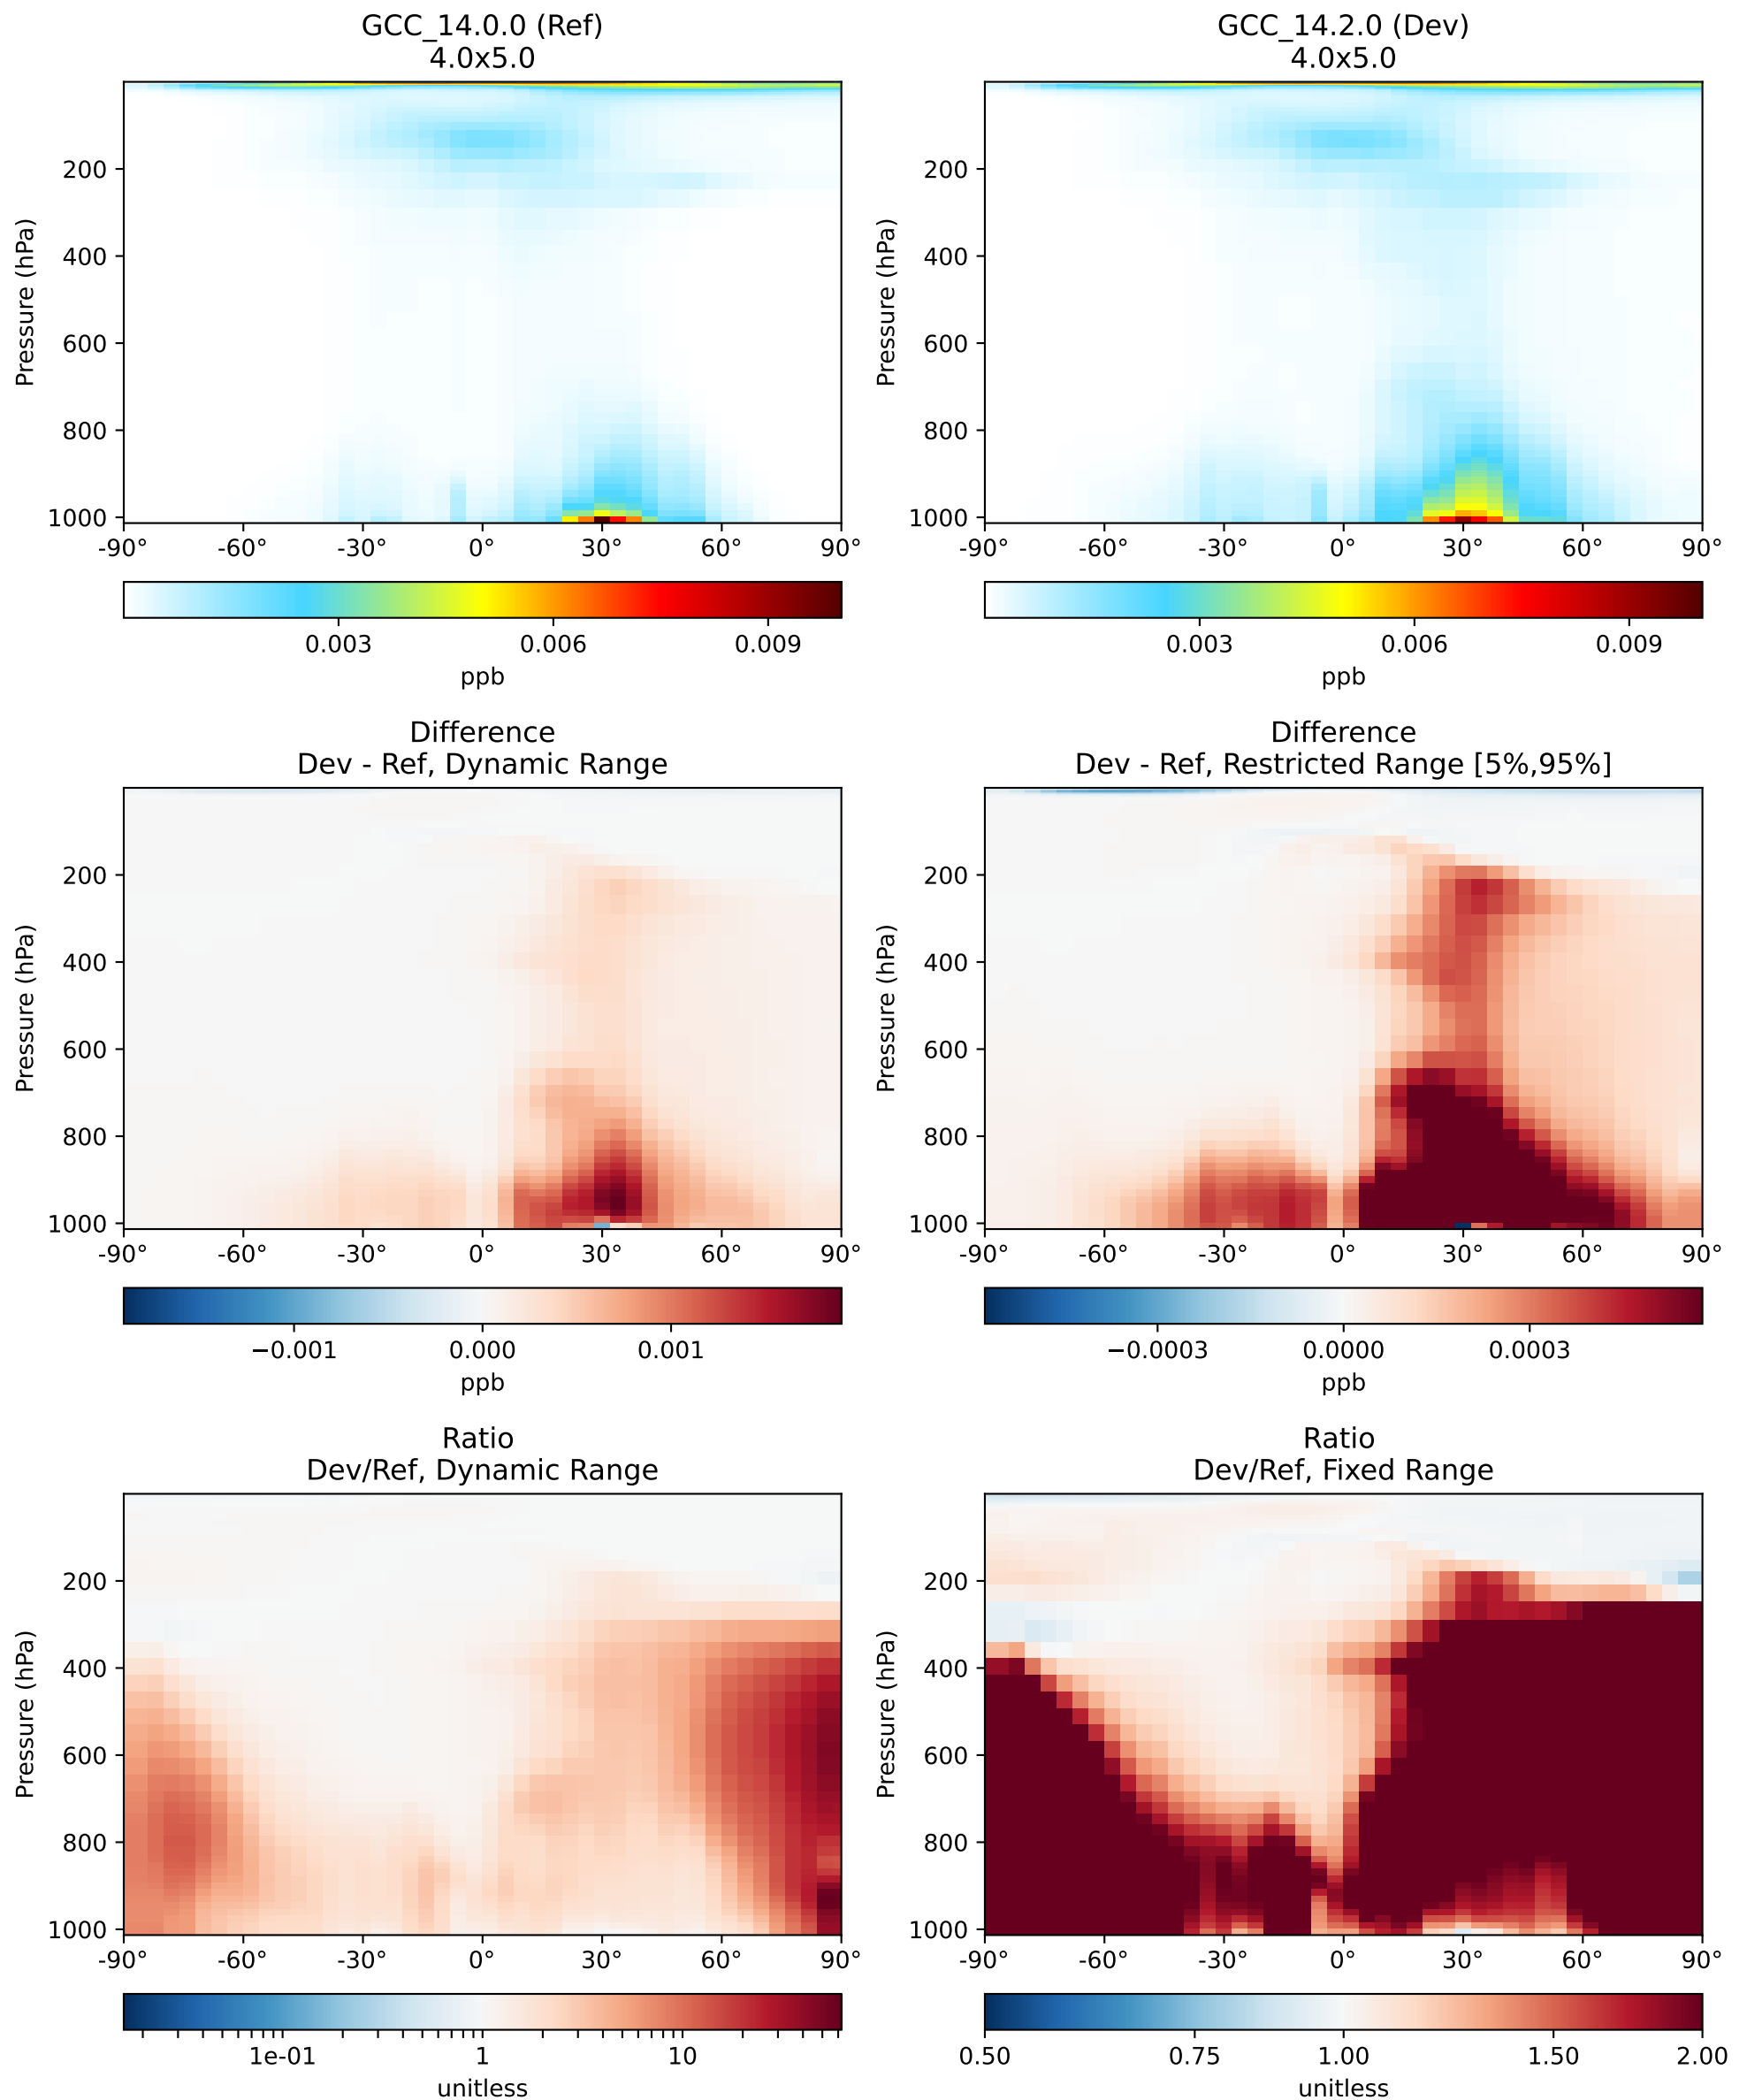 GCC_14.0.0 (Ref)
4.0x5.0
Pressure (hPa)
200
400
600
800
1000
-90° -60° -30° 0° 30° 60° 90°
0.003 0.006 0.009
ppb
GCC_14.2.0 (Dev)
4.0x5.0
Pressure (hPa)
200
400
600
800
1000
-90° -60° -30° 0° 30° 60° 90°
0.003 0.006 0.009
ppb
Difference
Dev - Ref, Dynamic Range
Pressure (hPa)
200
400
600
800
1000
-90° -60° -30° 0° 30° 60° 90°
−0.001 0.000 0.001
ppb
Difference
Dev - Ref, Restricted Range [5%,95%]
Pressure (hPa)
200
400
600
800
1000
-90° -60° -30° 0° 30° 60° 90°
−0.0003 0.0000 0.0003
ppb
Ratio
Dev/Ref, Dynamic Range
Pressure (hPa)
200
400
600
800
1000
-90° -60° -30° 0° 30° 60° 90°
1e-01 1 10
unitless
Ratio
Dev/Ref, Fixed Range
Pressure (hPa)
200
400
600
800
1000
-90° -60° -30° 0° 30° 60° 90°
0.50 0.75 1.00 1.50 2.00
unitless